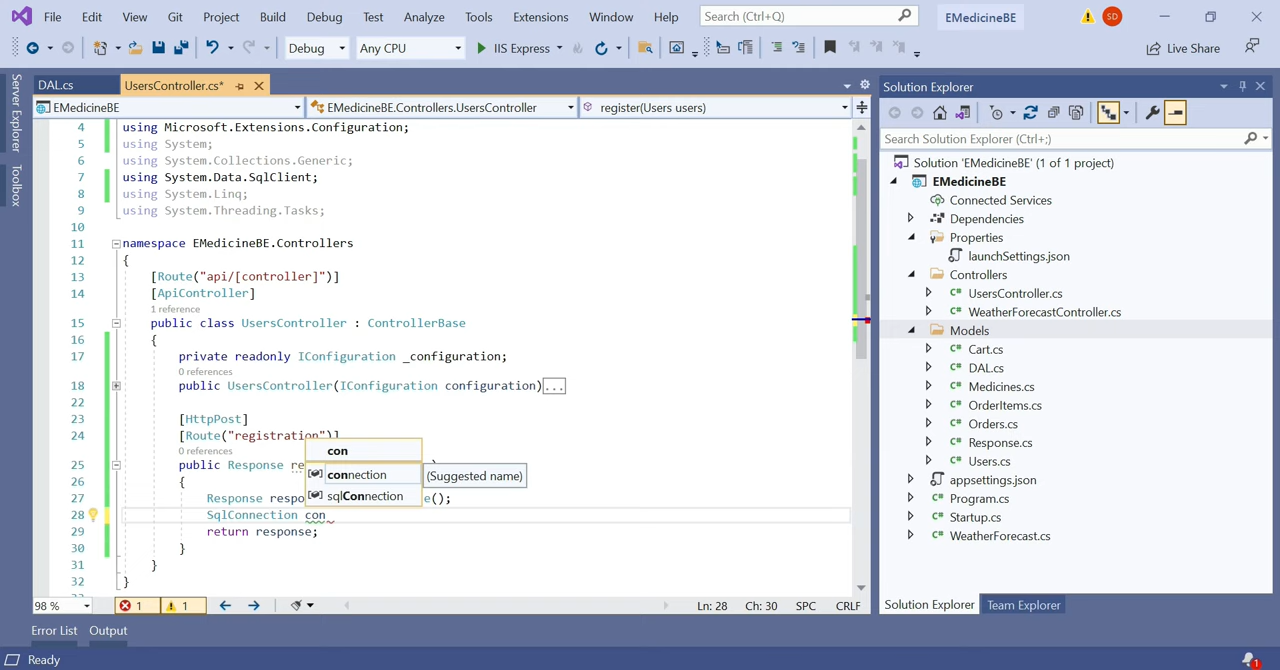 File Edit View Git Project Build Debug Test Analyze Tools Extensions Window Help Search (Ctrl+Q) EMedicineBE SD
Debug Any CPU IIS Express Live Share
Server Explorer
Toolbox
DAL.cs UsersController.cs*
EMedicineBE EMedicineBE.Controllers.UsersController register(Users users)
4 using Microsoft.Extensions.Configuration;
5 using System;
6 using System.Collections.Generic;
7 using System.Data.SqlClient;
8 using System.Linq;
9 using System.Threading.Tasks;
10
11 namespace EMedicineBE.Controllers
12 {
13 [Route("api/[controller]")]
14 [ApiController]
1 reference
15 public class UsersController : ControllerBase
16 {
17 private readonly IConfiguration _configuration;
0 references
18 public UsersController(IConfiguration configuration)...
22
23 [HttpPost]
24 [Route("registration")]
0 references
25 public Response re )
26 {
27 Response respo e();
28 SqlConnection con
29 return response;
30 }
31 }
32 }
con
connection (Suggested name)
sqlConnection
98 % 1 1 Ln: 28 Ch: 30 SPC CRLF
Error List Output
Ready
Solution Explorer
Search Solution Explorer (Ctrl+;)
Solution 'EMedicineBE' (1 of 1 project)
EMedicineBE
Connected Services
Dependencies
Properties
launchSettings.json
Controllers
C# UsersController.cs
C# WeatherForecastController.cs
Models
C# Cart.cs
C# DAL.cs
C# Medicines.cs
C# OrderItems.cs
C# Orders.cs
C# Response.cs
C# Users.cs
appsettings.json
C# Program.cs
C# Startup.cs
C# WeatherForecast.cs
Solution Explorer Team Explorer
1